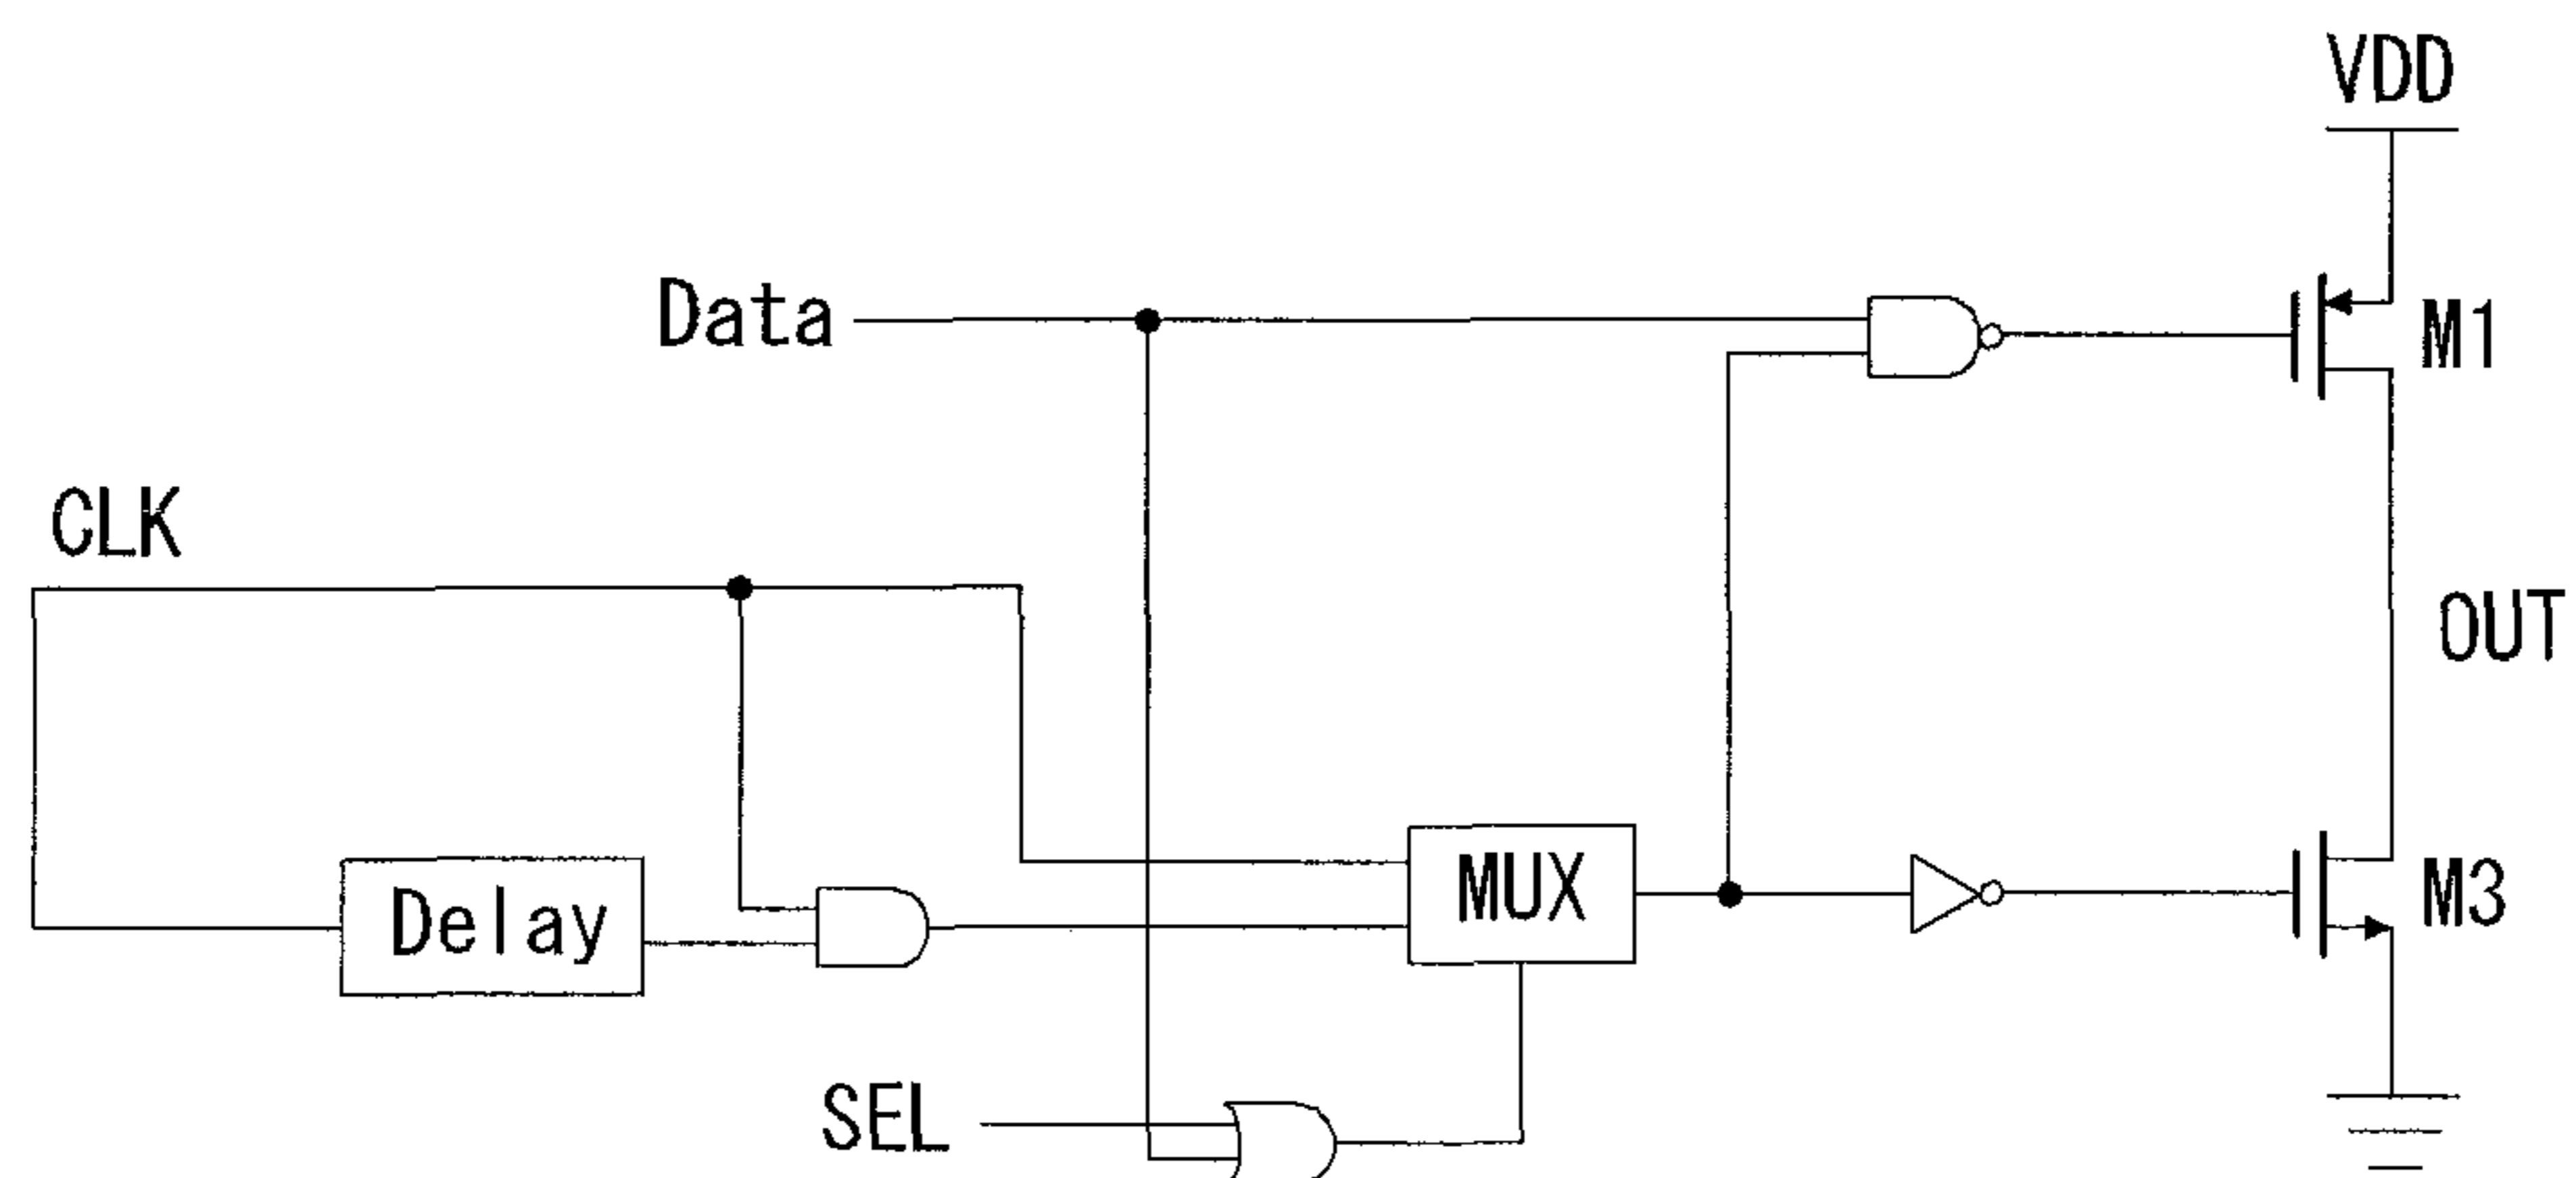 VDD
Data
M1
CLK
OUT
MUX
Delay
M3
SEL